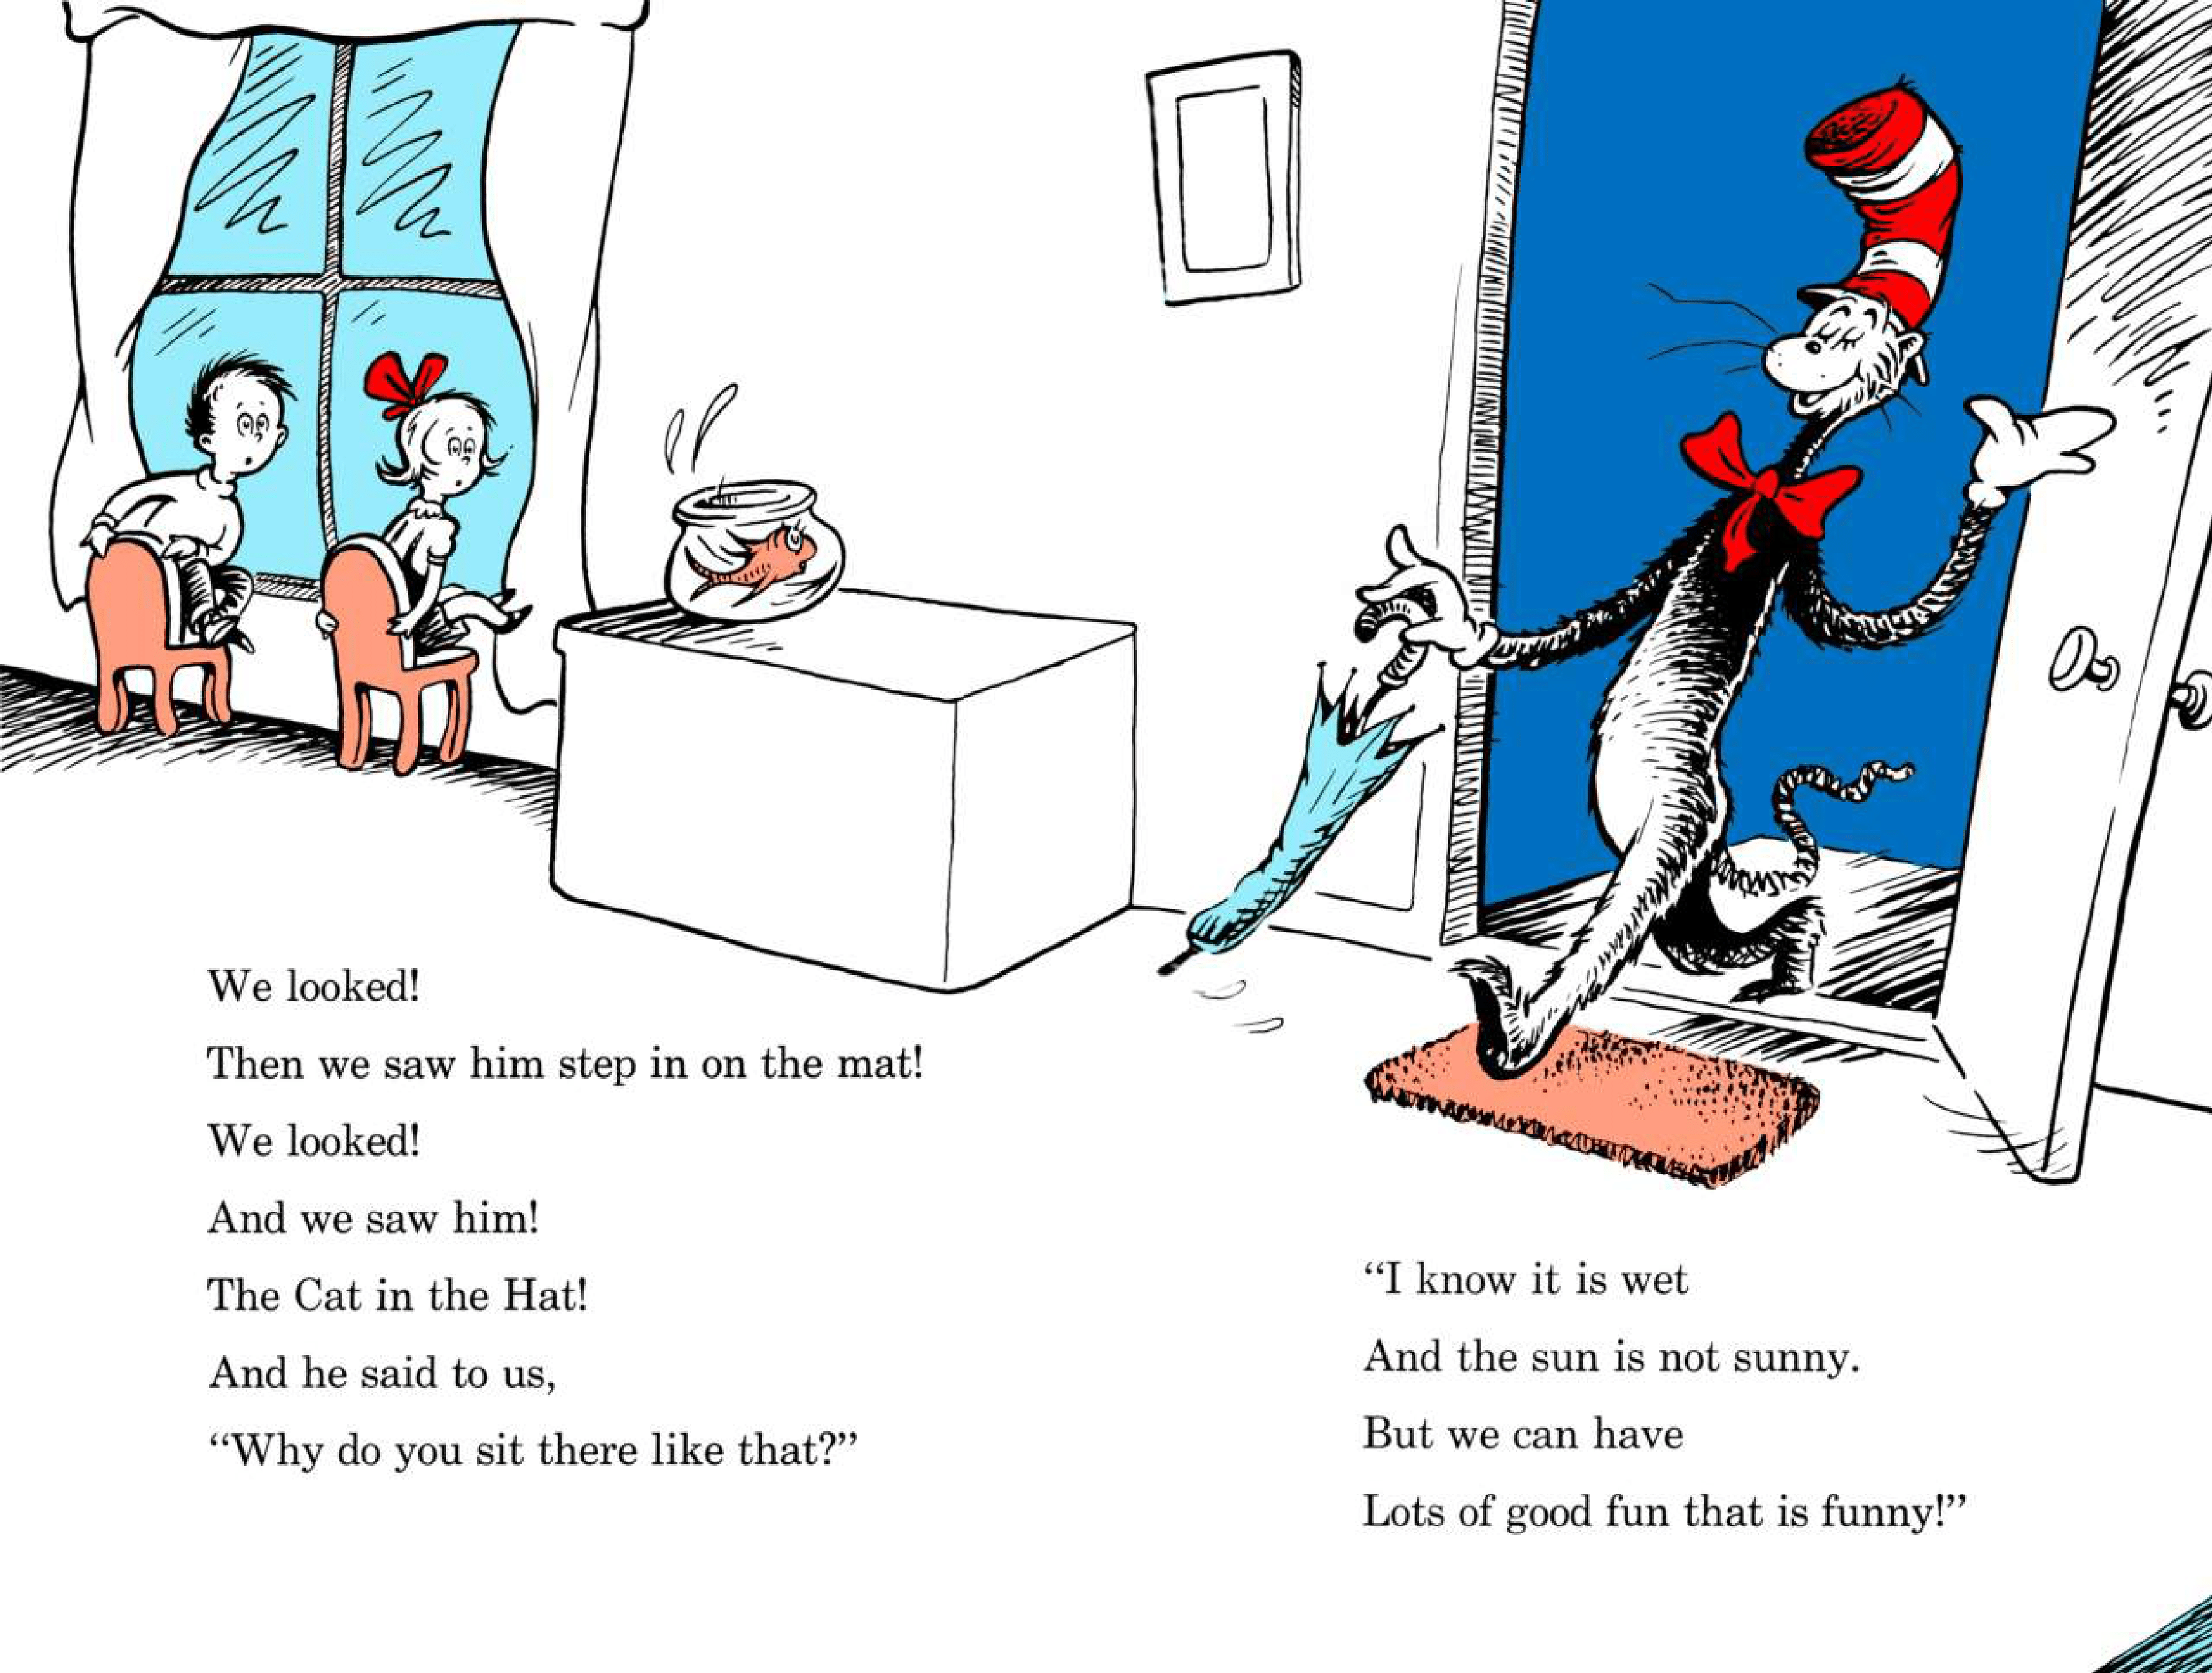 We looked!
Then we saw him step in on the mat!
We looked!
And we saw him!
The Cat in the Hat!
And he said to us,
“Why do you sit there like that?”
“I know it is wet
And the sun is not sunny.
But we can have
Lots of good fun that is funny!”